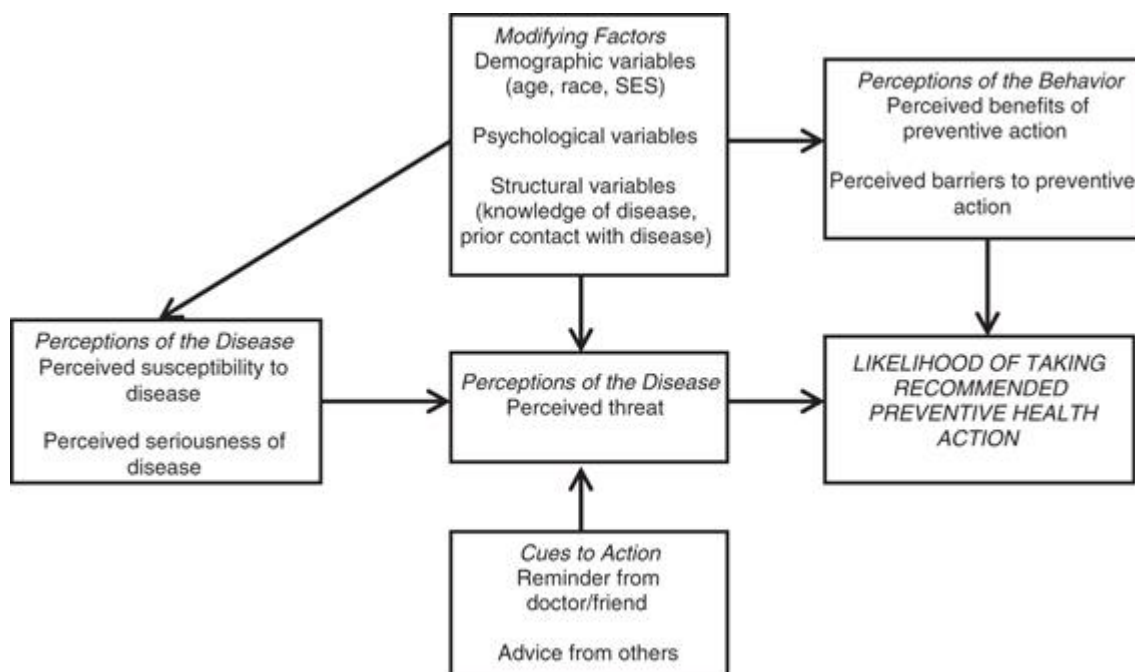 Modifying Factors
Demographic variables
(age, race, SES)
Psychological variables
Structural variables
(knowledge of disease,
prior contact with disease)
Perceptions of the Behavior
Perceived benefits of
preventive action
Perceived barriers to preventive
action
Perceptions of the Disease
Perceived susceptibility to
disease
Perceived seriousness of
disease
Perceptions of the Disease
Perceived threat
LIKELIHOOD OF TAKING
RECOMMENDED
PREVENTIVE HEALTH
ACTION
Cues to Action
Reminder from
doctor/friend
Advice from others